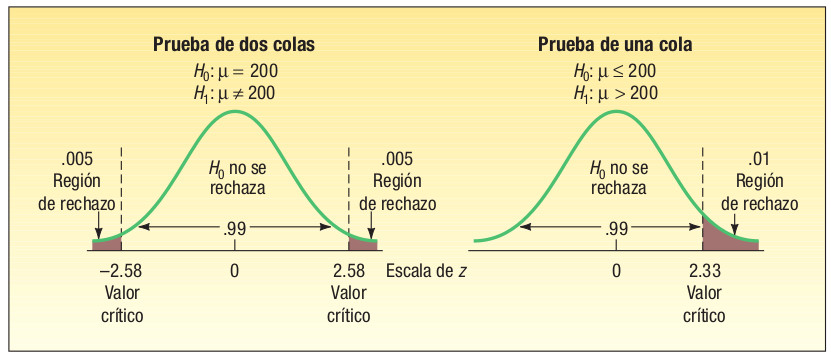 Prueba de dos colas
H₀: μ = 200
H₁: μ ≠ 200
.005
Región
de rechazo
H₀ no se
rechaza
.005
Región
de rechazo
.99
–2.58
Valor
crítico
0
2.58
Valor
crítico
Escala de z
Prueba de una cola
H₀: μ ≤ 200
H₁: μ > 200
H₀ no se
rechaza
.01
Región
de rechazo
.99
0
2.33
Valor
crítico